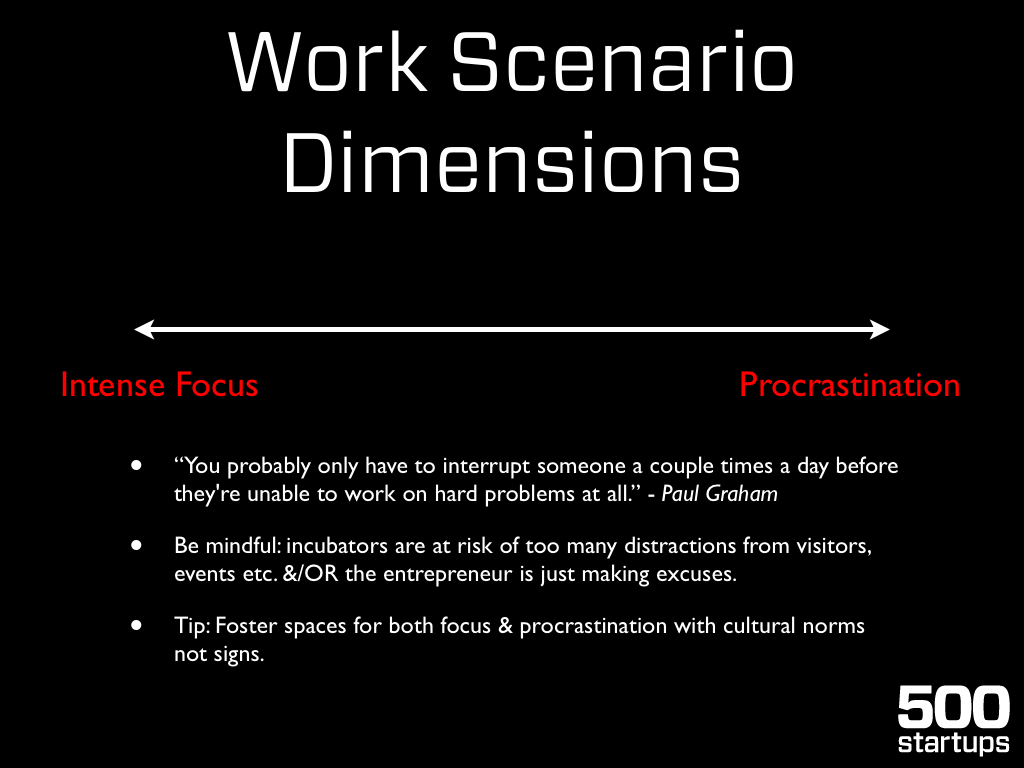 Work Scenario
Dimensions
Intense Focus
Procrastination
• “You probably only have to interrupt someone a couple times a day before
they're unable to work on hard problems at all.” - Paul Graham
• Be mindful: incubators are at risk of too many distractions from visitors,
events etc. &/OR the entrepreneur is just making excuses.
• Tip: Foster spaces for both focus & procrastination with cultural norms
not signs.
500
startups